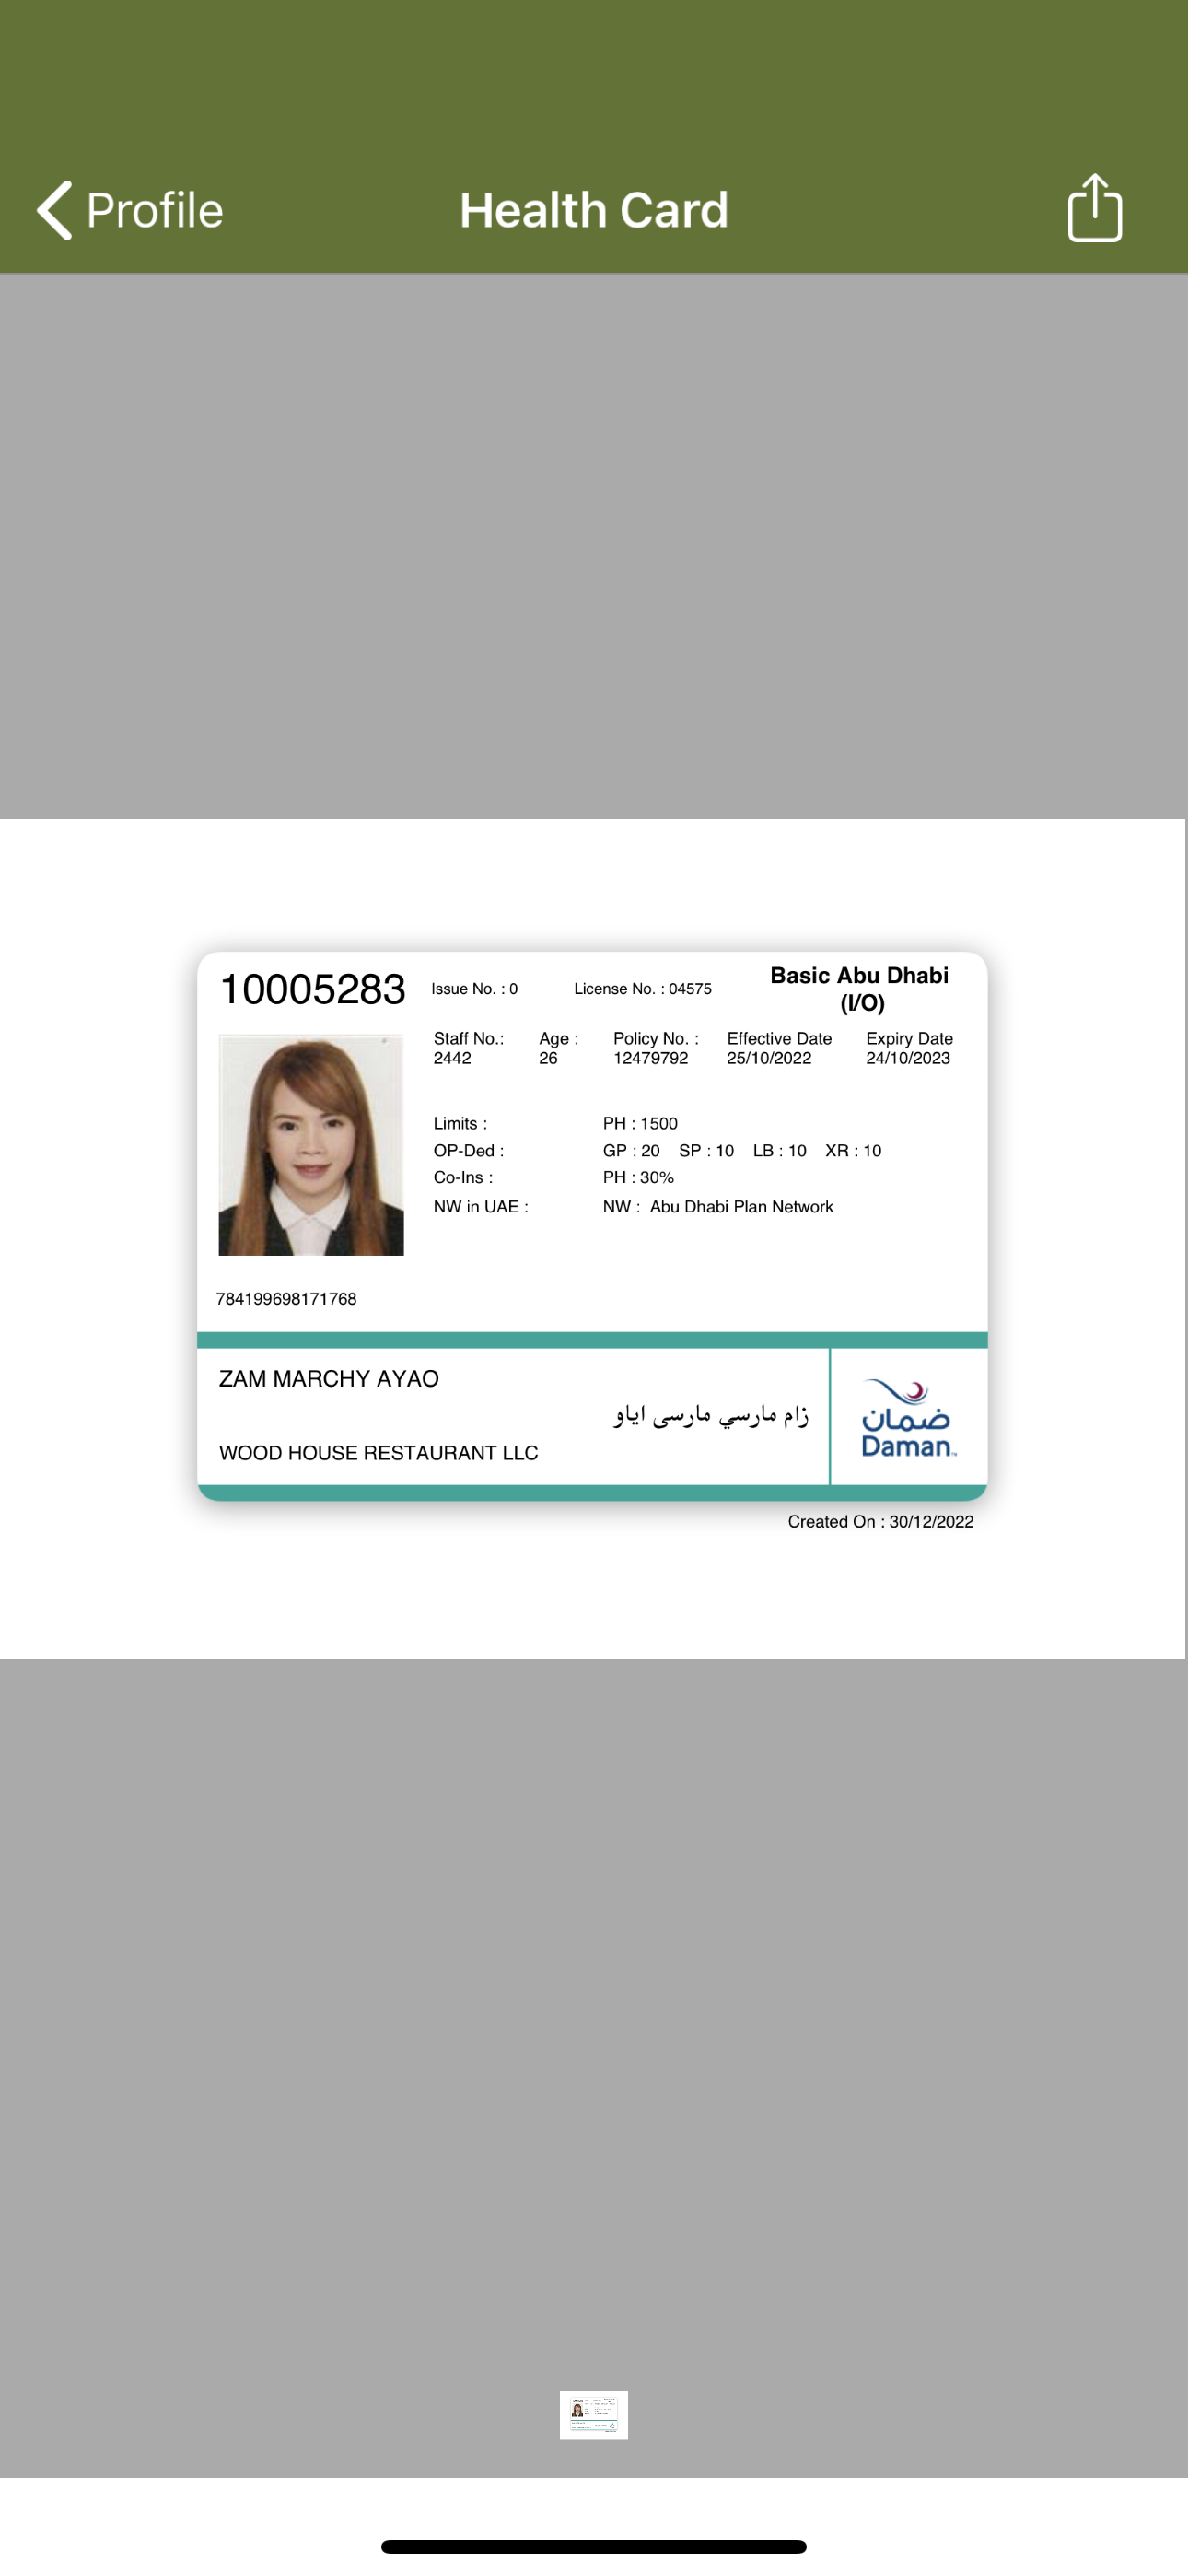 Profile
Health Card
10005283
Issue No. : 0
License No. : 04575
Basic Abu Dhabi
(I/O)
Staff No.: Age : Policy No. : Effective Date Expiry Date
2442 26 12479792 25/10/2022 24/10/2023
Limits : PH : 1500
OP-Ded : GP : 20 SP : 10 LB : 10 XR : 10
Co-Ins : PH : 30%
NW in UAE : NW : Abu Dhabi Plan Network
784199698171768
ZAM MARCHY AYAO
زام مارسي مارسى اياو
WOOD HOUSE RESTAURANT LLC
ضمان
Daman
Created On : 30/12/2022